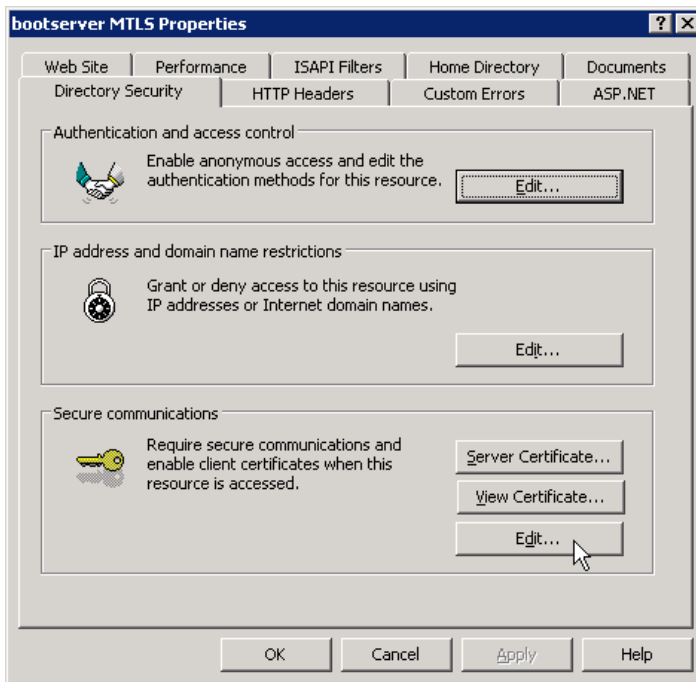 bootserver MTLS Properties
Web Site Performance ISAPI Filters Home Directory Documents
Directory Security HTTP Headers Custom Errors ASP.NET
Authentication and access control
Enable anonymous access and edit the
authentication methods for this resource.
Edit...
IP address and domain name restrictions
Grant or deny access to this resource using
IP addresses or Internet domain names.
Edit...
Secure communications
Require secure communications and
enable client certificates when this
resource is accessed.
Server Certificate...
View Certificate...
Edit...
OK Cancel Apply Help